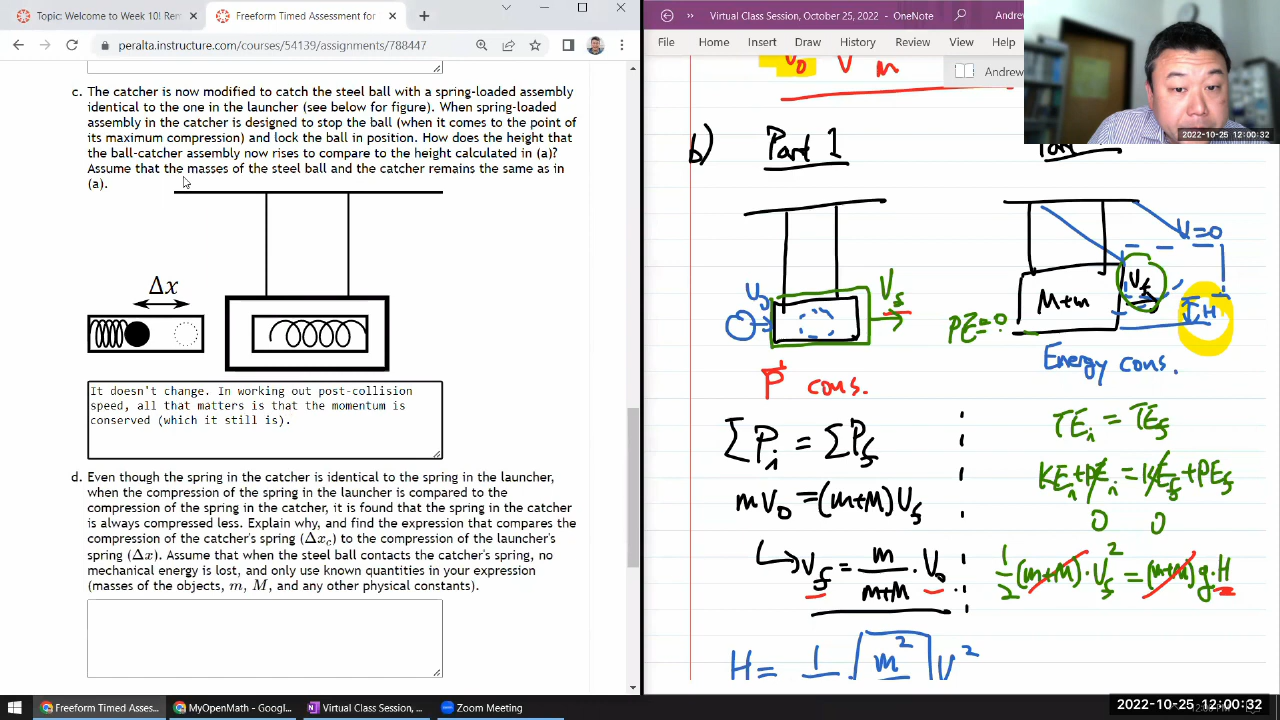 Topic: Welcome to Week 10! Rem
Freeform Timed Assessment for
peralta.instructure.com/courses/54139/assignments/788447
c. The catcher is now modified to catch the steel ball with a spring-loaded assembly
identical to the one in the launcher (see below for figure). When spring-loaded
assembly in the catcher is designed to stop the ball (when it comes to the point of
its maximum compression) and lock the ball in position. How does the height that
the ball-catcher assembly now rises to compare to the height calculated in (a)?
Assume that the masses of the steel ball and the catcher remains the same as in
(a).
Δx
It doesn't change. In working out post-collision
speed, all that matters is that the momentum is
conserved (which it still is).
d. Even though the spring in the catcher is identical to the spring in the launcher,
when the compression of the spring in the launcher is compared to the
compression of the spring in the catcher, it is found that the spring in the catcher
is always compressed less. Explain why, and find the expression that compares the
compression of the catcher's spring (Δx_c) to the compression of the launcher's
spring (Δx). Assume that when the steel ball contacts the catcher's spring, no
mechanical energy is lost, and only use known quantities in your expression
(masses of the objects, m, M, and any other physical constants).
Virtual Class Session, October 25, 2022 - OneNote
Andrew
File Home Insert Draw History Review View
Andrew
b) Part 1
V_f
M+m
V_f
V=0
H
PE=0
P cons.
Energy cons.
ΣP_i = ΣP_f
mV_0 = (m+M)V_f
V_f = m/(m+M) · V_0
TE_i = TE_f
KE_i+PE_i = KE_f+PE_f
0 0
1/2 (m+M)·V_f² = (m+M)g·H
H =
2022-10-25 12:00:32
Freeform Timed Asses...
MyOpenMath - Googl...
Virtual Class Session, ...
Zoom Meeting
2022-10-25 12:00:32